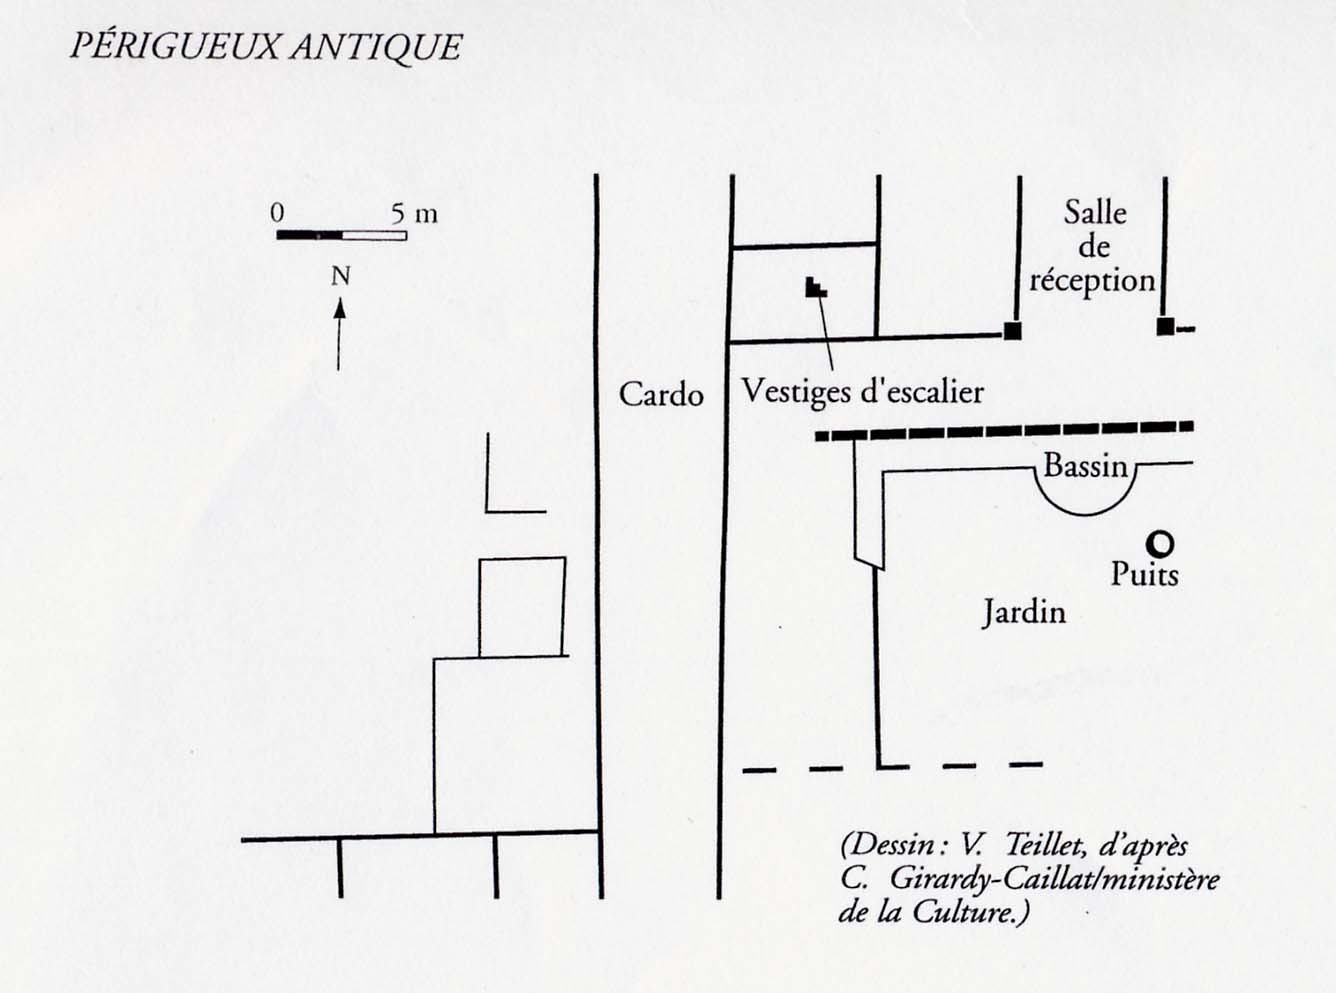 PÉRIGUEUX ANTIQUE
0 5 m
N
Salle
de
réception
Cardo
Vestiges d'escalier
Bassin
Puits
Jardin
(Dessin : V. Teillet, d'après
C. Girardy-Caillat/ministère
de la Culture.)